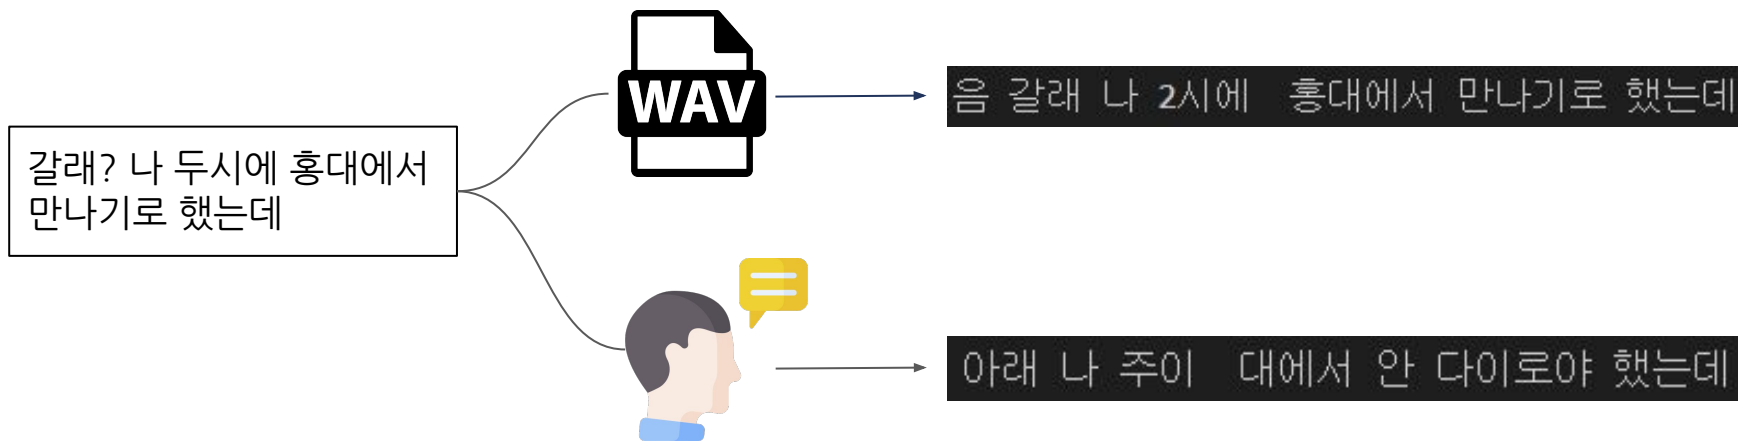 갈래? 나 두시에 홍대에서
만나기로 했는데
WAV
음 갈래 나 2시에 홍대에서 만나기로 했는데
아래 나 주이 대에서 안 다이로야 했는데